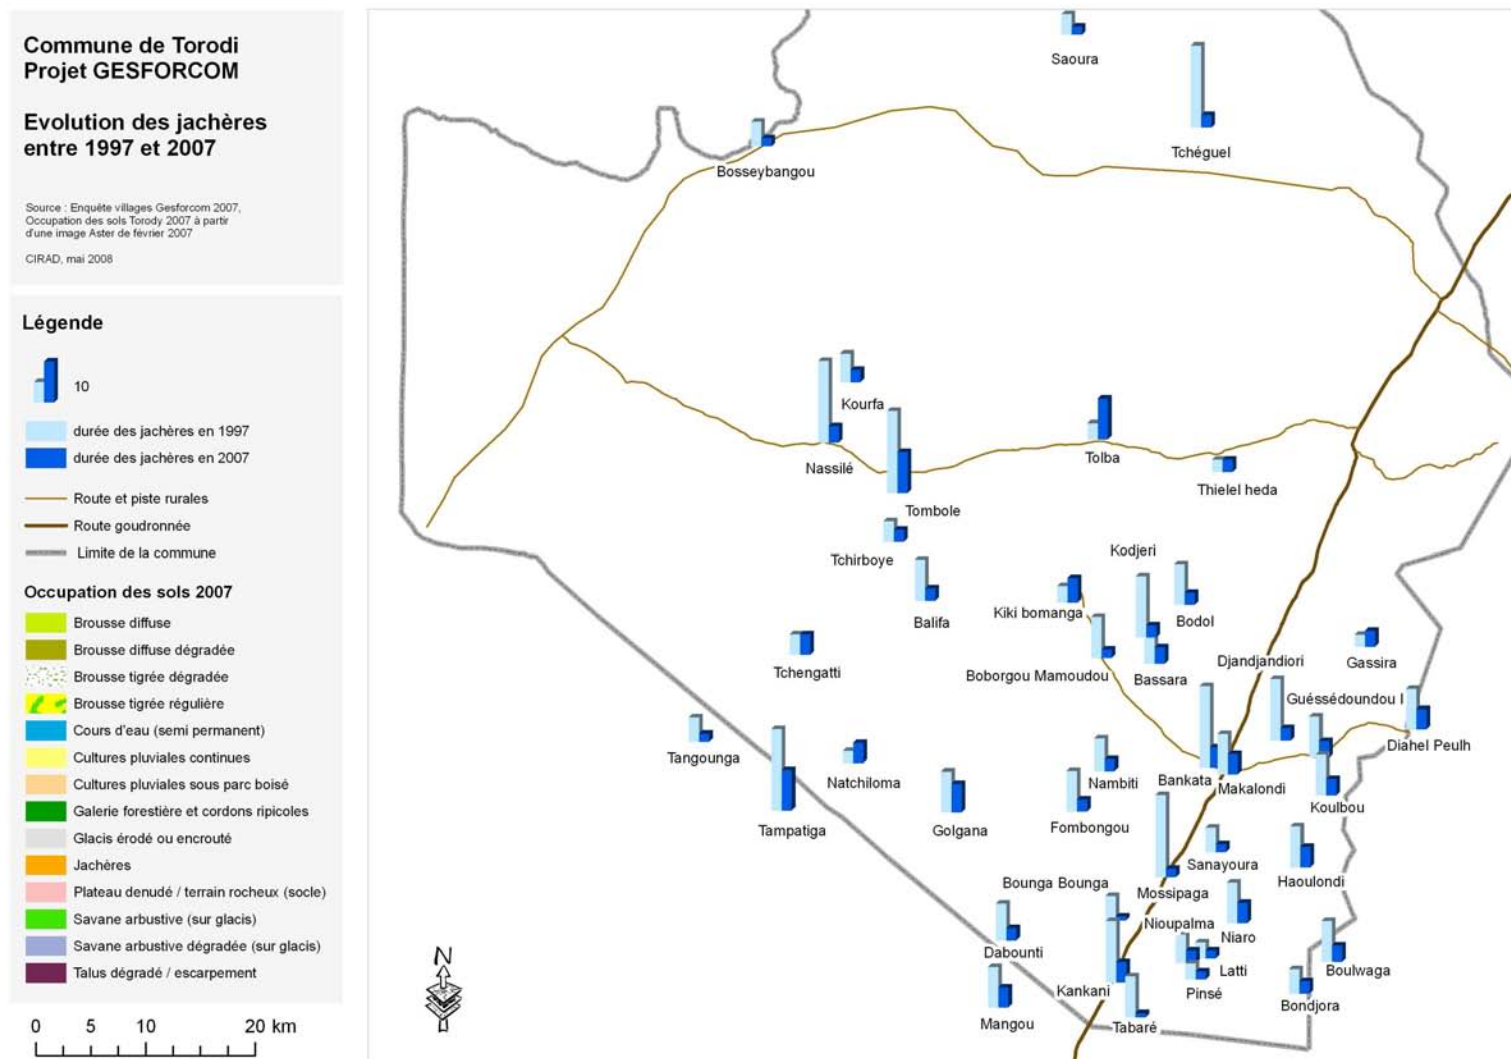 Commune de Torodi
Projet GESFORCOM
Evolution des jachères
entre 1997 et 2007
Source : Enquête villages Gesforcom 2007,
Occupation des sols Torody 2007 à partir
d'une image Aster de février 2007
CIRAD, mai 2008
Légende
10
durée des jachères en 1997
durée des jachères en 2007
Route et piste rurales
Route goudronnée
Limite de la commune
Occupation des sols 2007
Brousse diffuse
Brousse diffuse dégradée
Brousse tigrée dégradée
Brousse tigrée régulière
Cours d'eau (semi permanent)
Cultures pluviales continues
Cultures pluviales sous parc boisé
Galerie forestière et cordons ripicoles
Glacis érodé ou encrouté
Jachères
Plateau denudé / terrain rocheux (socle)
Savane arbustive (sur glacis)
Savane arbustive dégradée (sur glacis)
Talus dégradé / escarpement
0 5 10 20 km
Saoura
Tchéguel
Bosseybangou
Kourfa
Nassilé
Tolba
Thielel heda
Tombole
Tchirboye
Kodjeri
Kiki bomanga
Balifa
Bodol
Tchengatti
Boborgou Mamoudou
Bassara
Djandjandiori
Gassira
Guéssédoundou I
Diahel Peulh
Tangounga
Natchiloma
Nambiti
Bankata
Makalondi
Koulbou
Tampatiga
Golgana
Fombongou
Sanayoura
Haoulondi
Bounga Bounga
Mossipaga
Nioupalma
Niaro
Dabounti
Latti
Boulwaga
Kankani
Pinsé
Bondjora
Mangou
Tabaré
N